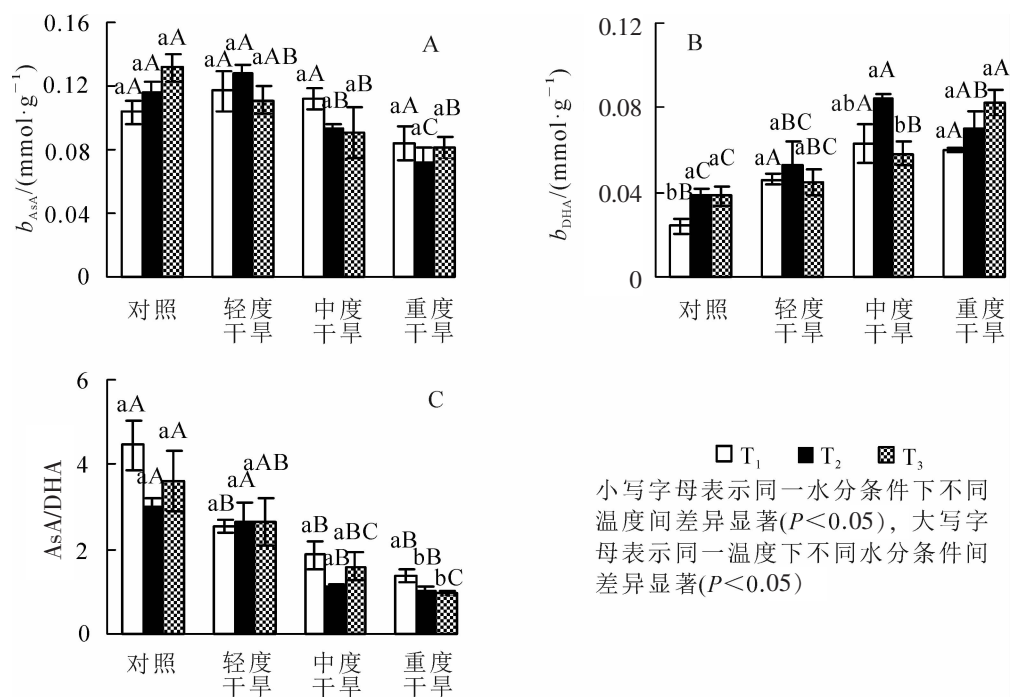 0.16
0.12
0.08
0.04
0
b_AsA/(mmol·g⁻¹)
A
aA aA aA
aA aA aAB
aA aB aB
aA aC aB
对照 轻度 中度 重度
干旱 干旱 干旱
0.12
0.08
0.04
0
b_DHA/(mmol·g⁻¹)
B
bB aC aC
aA aBC aBC
abA aA bB
aA aAB aA
对照 轻度 中度 重度
干旱 干旱 干旱
6
4
2
0
AsA/DHA
C
aA aA aA
aB aA aAB
aB aB aBC
aB bB bC
对照 轻度 中度 重度
干旱 干旱 干旱
T₁ T₂ T₃
小写字母表示同一水分条件下不同
温度间差异显著(P<0.05)，大写字
母表示同一温度下不同水分条件间
差异显著(P<0.05)